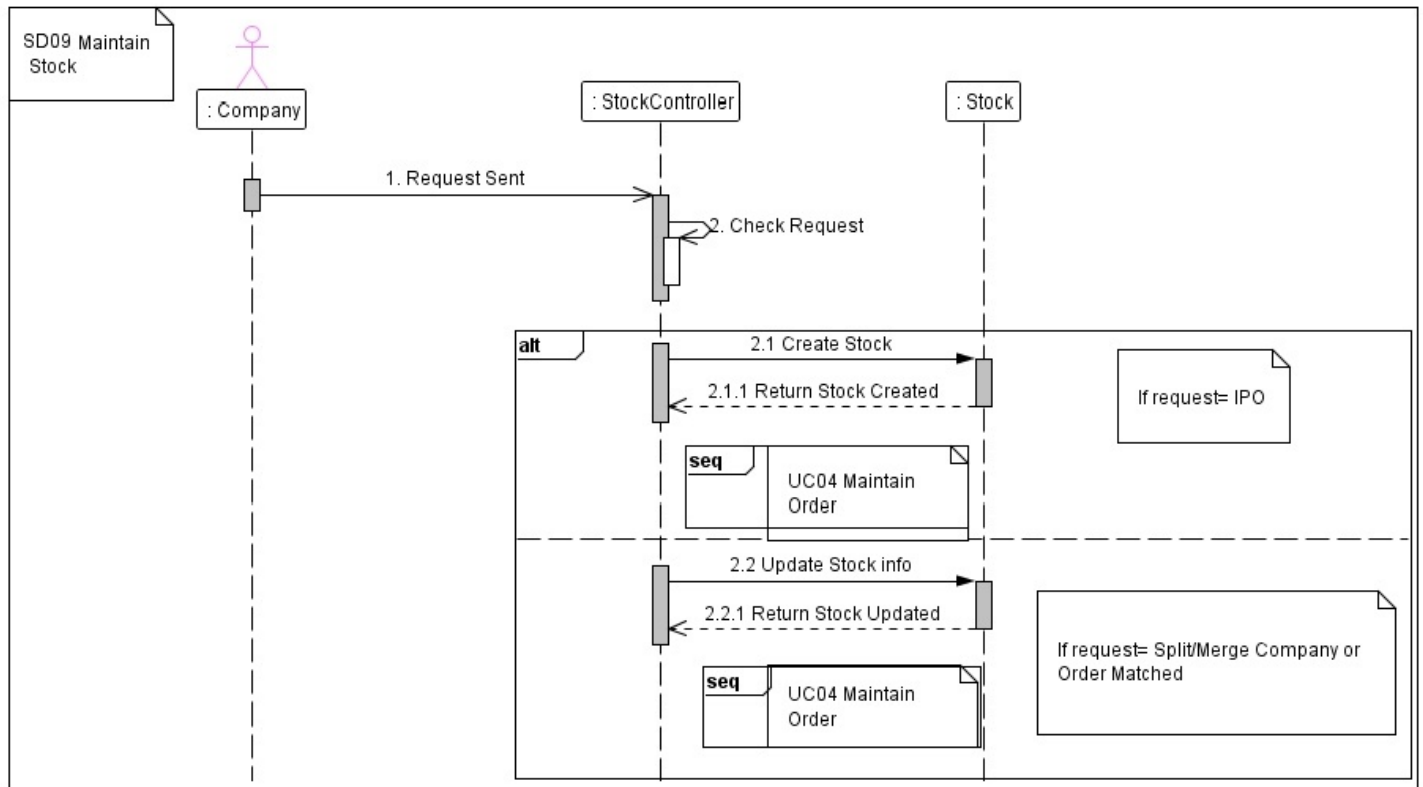 SD09 Maintain
Stock
: Company
: StockController
: Stock
1. Request Sent
2. Check Request
alt
2.1 Create Stock
2.1.1 Return Stock Created
If request= IPO
seq
UC04 Maintain
Order
2.2 Update Stock info
2.2.1 Return Stock Updated
If request= Split/Merge Company or
Order Matched
seq
UC04 Maintain
Order